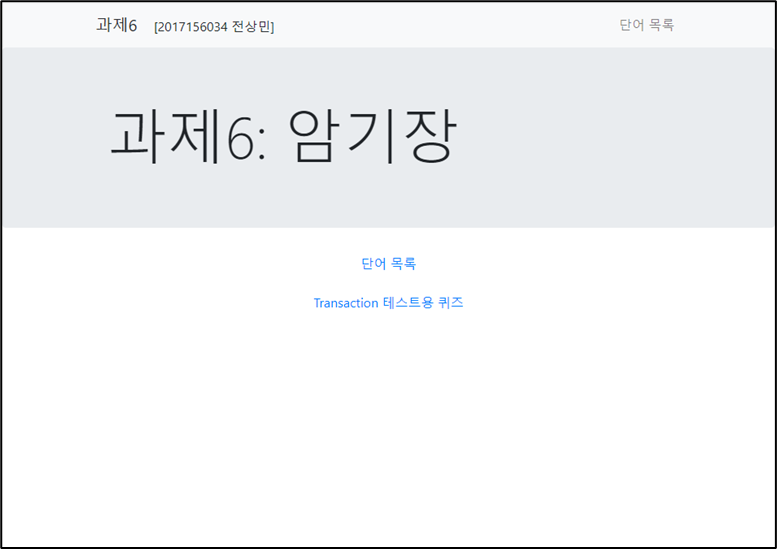 과제6 [2017156034 전상민] 단어 목록
과제6: 암기장
단어 목록
Transaction 테스트용 퀴즈